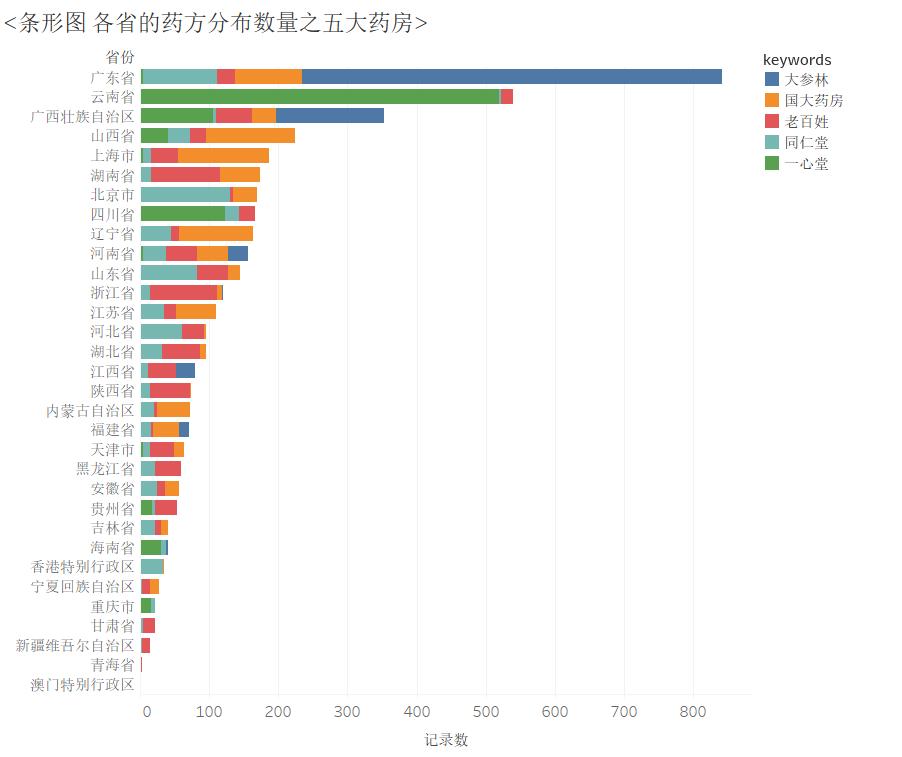 <条形图 各省的药方分布数量之五大药房>
省份
广东省
云南省
广西壮族自治区
山西省
上海市
湖南省
北京市
四川省
辽宁省
河南省
山东省
浙江省
江苏省
河北省
湖北省
江西省
陕西省
内蒙古自治区
福建省
天津市
黑龙江省
安徽省
贵州省
吉林省
海南省
香港特别行政区
宁夏回族自治区
重庆市
甘肃省
新疆维吾尔自治区
青海省
澳门特别行政区
0 100 200 300 400 500 600 700 800
记录数
keywords
大参林
国大药房
老百姓
同仁堂
一心堂